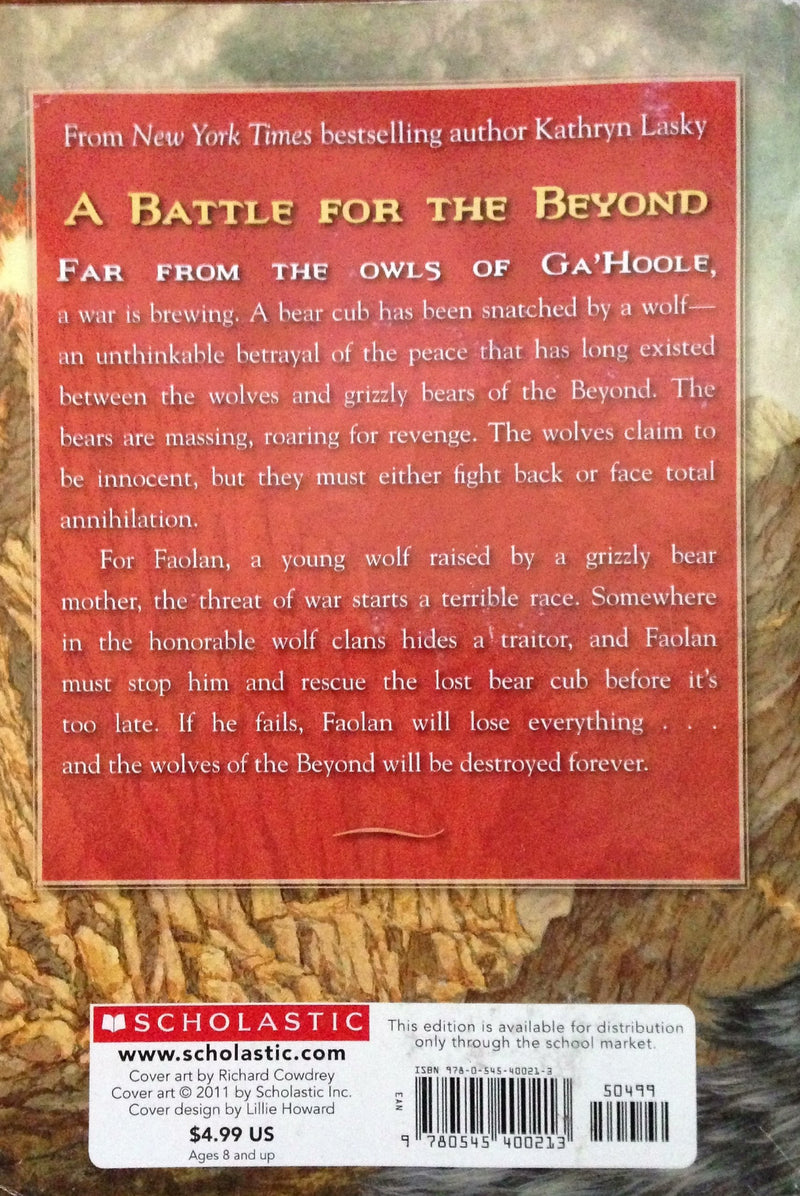 From New York Times bestselling author Kathryn Lasky
A BATTLE FOR THE BEYOND
FAR FROM THE OWLS OF GA'HOOLE,
a war is brewing. A bear cub has been snatched by a wolf—
an unthinkable betrayal of the peace that has long existed
between the wolves and grizzly bears of the Beyond. The
bears are massing, roaring for revenge. The wolves claim to
be innocent, but they must either fight back or face total
annihilation.
For Faolan, a young wolf raised by a grizzly bear
mother, the threat of war starts a terrible race. Somewhere
in the honorable wolf clans hides a traitor, and Faolan
must stop him and rescue the lost bear cub before it's
too late. If he fails, Faolan will lose everything . . .
and the wolves of the Beyond will be destroyed forever.
SCHOLASTIC
www.scholastic.com
Cover art by Richard Cowdrey
Cover art © 2011 by Scholastic Inc.
Cover design by Lillie Howard
$4.99 US
Ages 8 and up
This edition is available for distribution
only through the school market.
ISBN 978-0-545-40021-3
EAN
50499
9 780545 400213